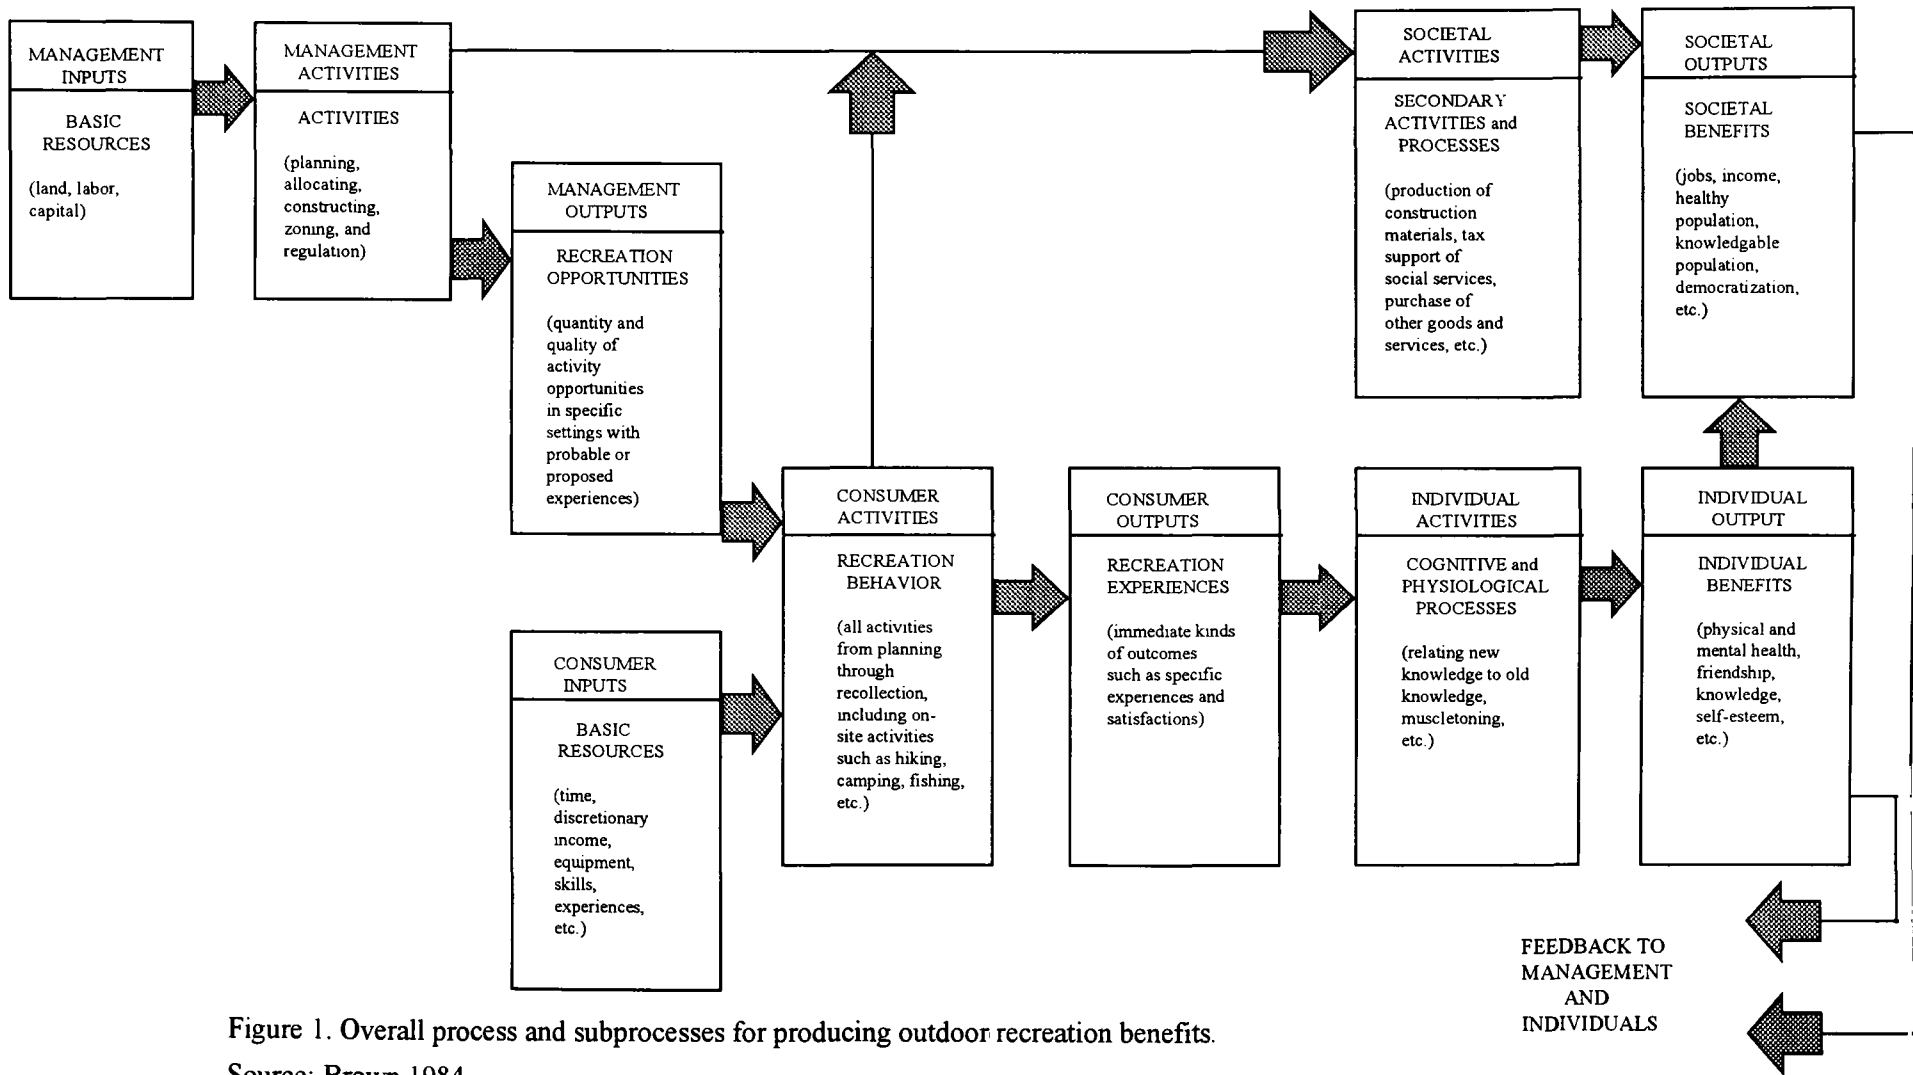 MANAGEMENT
INPUTS
BASIC
RESOURCES
(land, labor,
capital)
MANAGEMENT
ACTIVITIES
ACTIVITIES
(planning,
allocating,
constructing,
zoning, and
regulation)
MANAGEMENT
OUTPUTS
RECREATION
OPPORTUNITIES
(quantity and
quality of
activity
opportunities
in specific
settings with
probable or
proposed
experiences)
CONSUMER
INPUTS
BASIC
RESOURCES
(time,
discretionary
income,
equipment,
skills,
experiences,
etc.)
CONSUMER
ACTIVITIES
RECREATION
BEHAVIOR
(all activities
from planning
through
recollection,
including on-
site activities
such as hiking,
camping, fishing,
etc.)
CONSUMER
OUTPUTS
RECREATION
EXPERIENCES
(immediate kinds
of outcomes
such as specific
experiences and
satisfactions)
SOCIETAL
ACTIVITIES
SECONDARY
ACTIVITIES and
PROCESSES
(production of
construction
materials, tax
support of
social services,
purchase of
other goods and
services, etc.)
SOCIETAL
OUTPUTS
SOCIETAL
BENEFITS
(jobs, income,
healthy
population,
knowledgable
population,
democratization,
etc.)
INDIVIDUAL
ACTIVITIES
COGNITIVE and
PHYSIOLOGICAL
PROCESSES
(relating new
knowledge to old
knowledge,
muscletoning,
etc.)
INDIVIDUAL
OUTPUT
INDIVIDUAL
BENEFITS
(physical and
mental health,
friendship,
knowledge,
self-esteem,
etc.)
FEEDBACK TO
MANAGEMENT
AND
INDIVIDUALS
Figure 1. Overall process and subprocesses for producing outdoor recreation benefits.
Source: Brown 1984